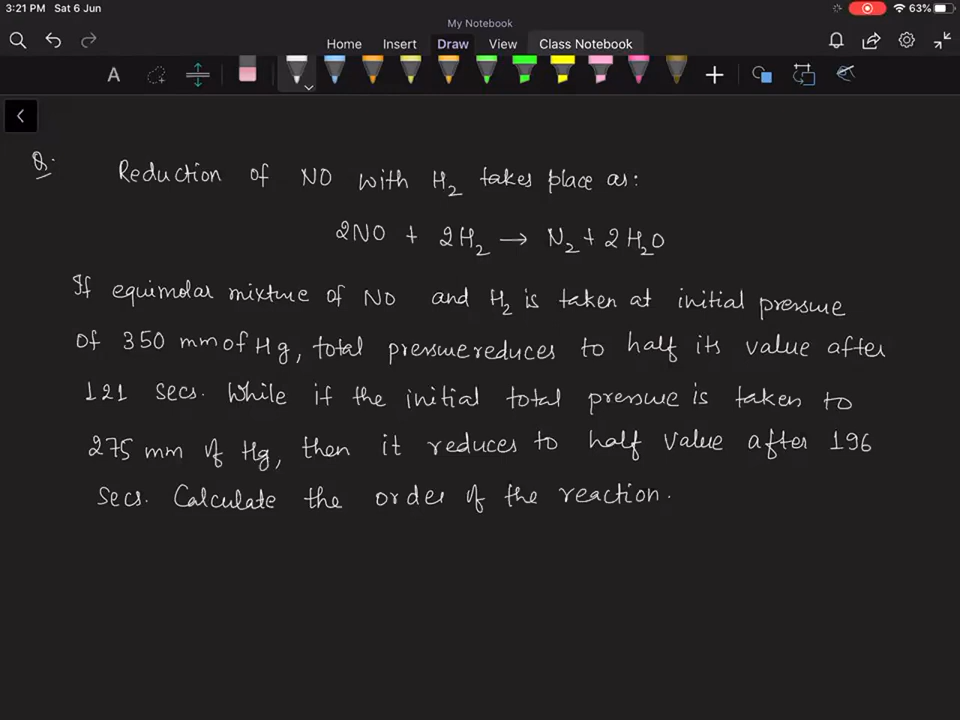 3:21 PM Sat 6 Jun
63%
My Notebook
Home Insert Draw View Class Notebook
A
Q.
Reduction of NO with H₂ takes place as:
2NO + 2H₂ → N₂ + 2H₂O
If equimolar mixture of NO and H₂ is taken at initial pressure
of 350 mm of Hg, total pressure reduces to half its value after
121 secs. While if the initial total pressure is taken to
275 mm of Hg, then it reduces to half value after 196
secs. Calculate the order of the reaction.